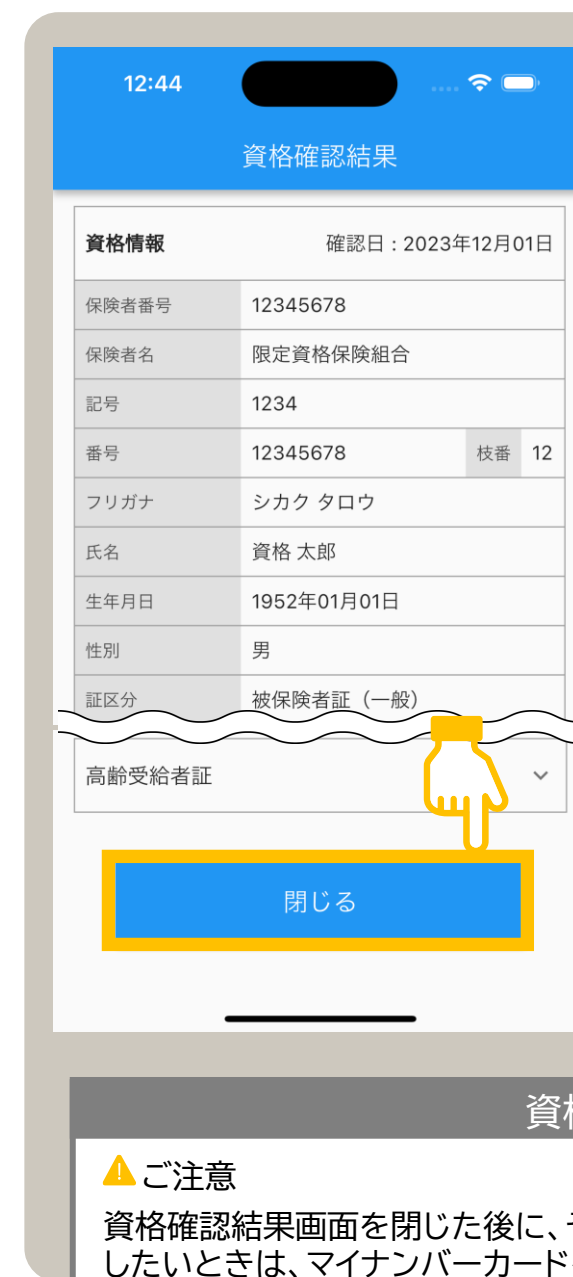 12:44
資格確認結果
資格情報 確認日：2023年12月01日
保険者番号 12345678
保険者名 限定資格保険組合
記号 1234
番号 12345678 枝番 12
フリガナ シカク タロウ
氏名 資格 太郎
生年月日 1952年01月01日
性別 男
証区分 被保険者証（一般）
高齢受給者証
閉じる
資
ご注意
資格確認結果画面を閉じた後に、
したいときは、マイナンバーカード